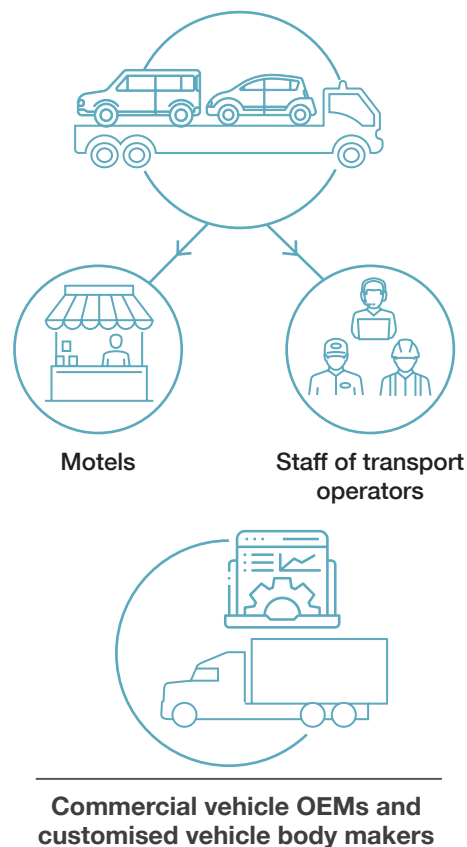 Motels
Staff of transport
operators
Commercial vehicle OEMs and
customised vehicle body makers